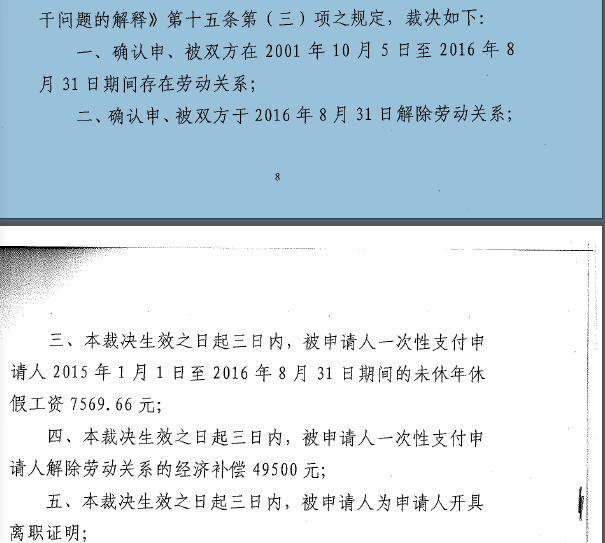 干问题的解释》第十五条第（三）项之规定，裁决如下：
一、确认申、被双方在 2001 年 10 月 5 日至 2016 年 8
月 31 日期间存在劳动关系；
二、确认申、被双方于 2016 年 8 月 31 日解除劳动关系；
8
三、本裁决生效之日起三日内，被申请人一次性支付申
请人 2015 年 1 月 1 日至 2016 年 8 月 31 日期间的未休年休
假工资 7569.66 元；
四、本裁决生效之日起三日内，被申请人一次性支付申
请人解除劳动关系的经济补偿 49500 元；
五、本裁决生效之日起三日内，被申请人为申请人开具
离职证明；